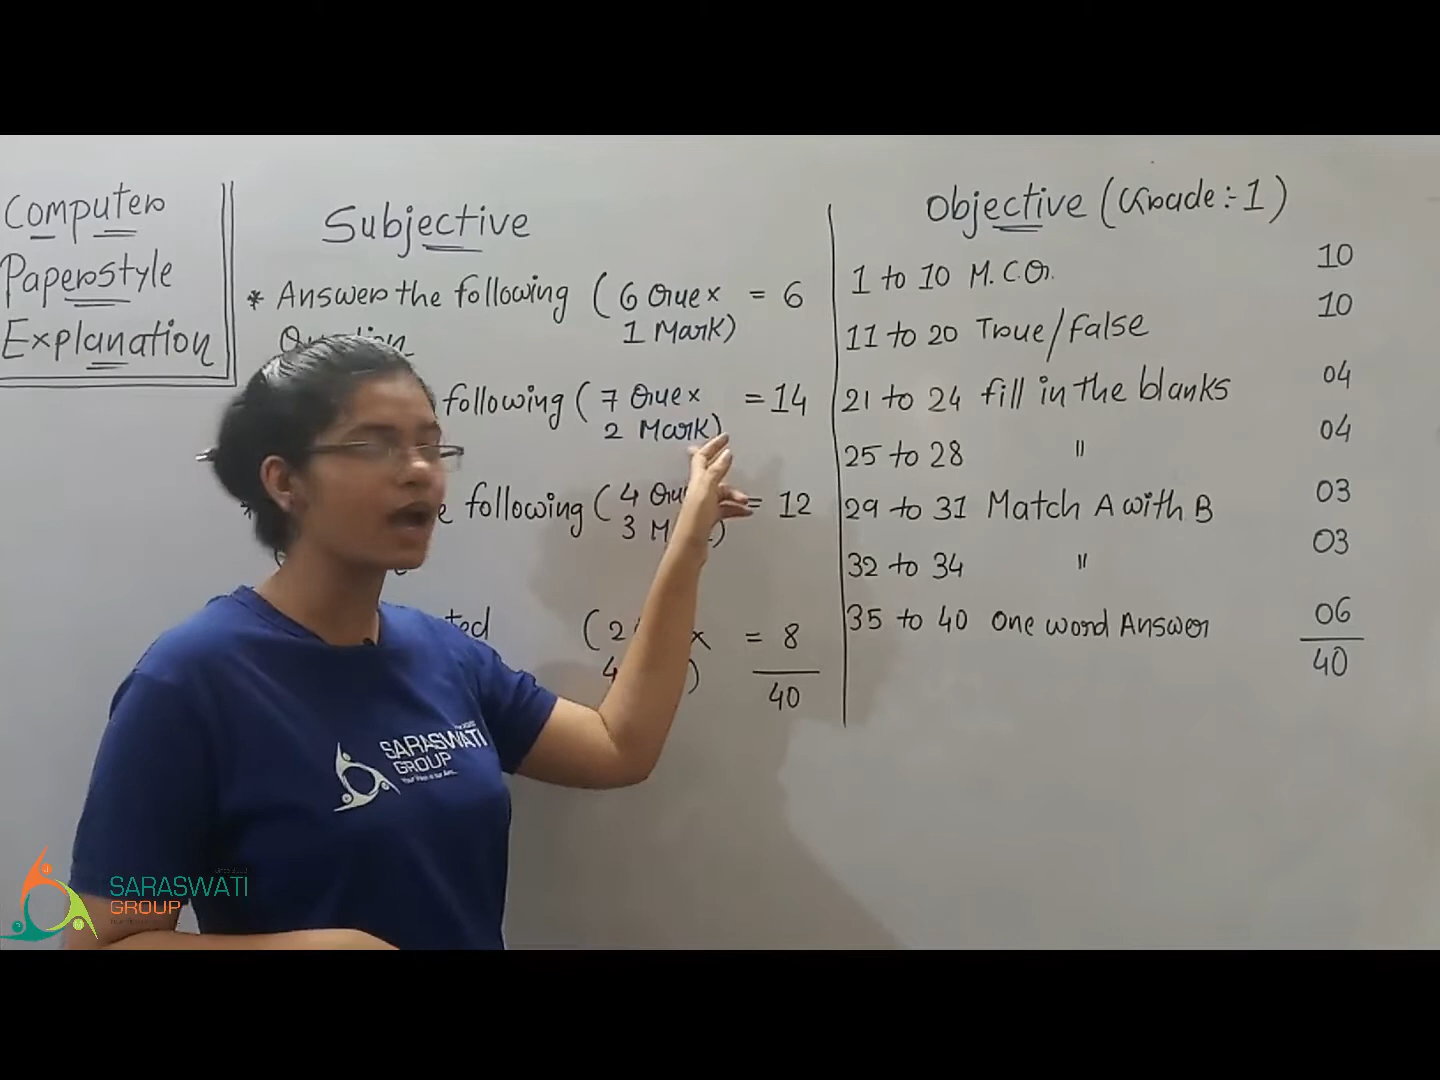 Computer
Paperstyle
Explanation
Subjective
* Answer the following (6 Que x = 6
Question 1 Mark)
following (7 Que x = 14
2 Mark)
following (4 Que = 12
3
(2 x = 8
4 )
40
Objective (Grade :- 1)
1 to 10 M.C.Q. 10
11 to 20 True/False 10
21 to 24 fill in the blanks 04
25 to 28 " 04
29 to 31 Match A with B 03
32 to 34 " 03
35 to 40 One word Answer 06
40
SARASWATI
GROUP
SARASWATI
GROUP